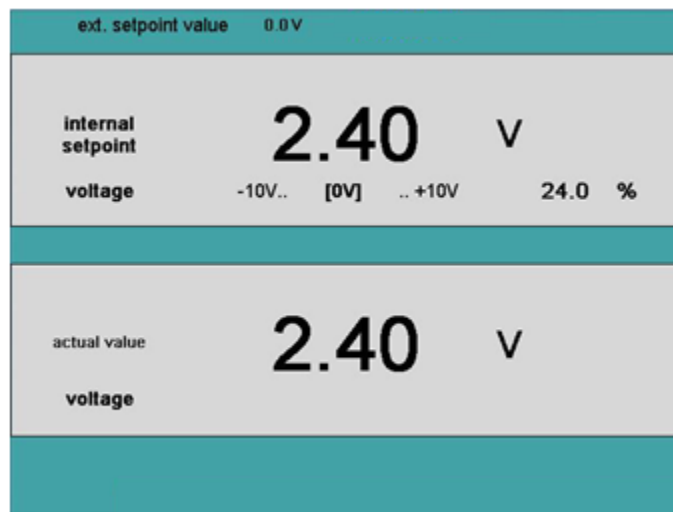 ext. setpoint value 0.0 V
internal
setpoint
2.40 V
voltage -10V.. [0V] .. +10V 24.0 %
actual value 2.40 V
voltage